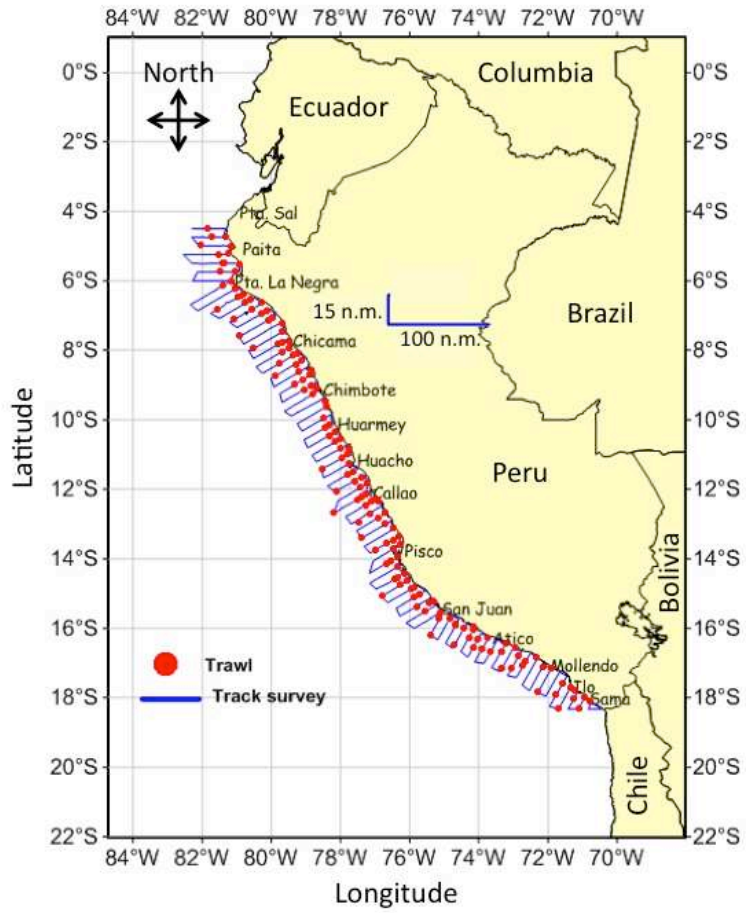 84°W 82°W 80°W 78°W 76°W 74°W 72°W 70°W
0°S North Columbia 0°S
Ecuador
2°S 2°S
4°S Pta. Sal 4°S
Paita
6°S Pta. La Negra 6°S
15 n.m. Brazil
100 n.m.
8°S Chicama 8°S
Chimbote
10°S 10°S
Huarmey
Latitude
Huacho Peru
12°S Callao 12°S
14°S Pisco 14°S
Bolivia
San Juan
16°S Atico 16°S
Trawl Mollendo
Ilo
18°S Track survey Sama 18°S
20°S 20°S
Chile
22°S 22°S
84°W 82°W 80°W 78°W 76°W 74°W 72°W 70°W
Longitude